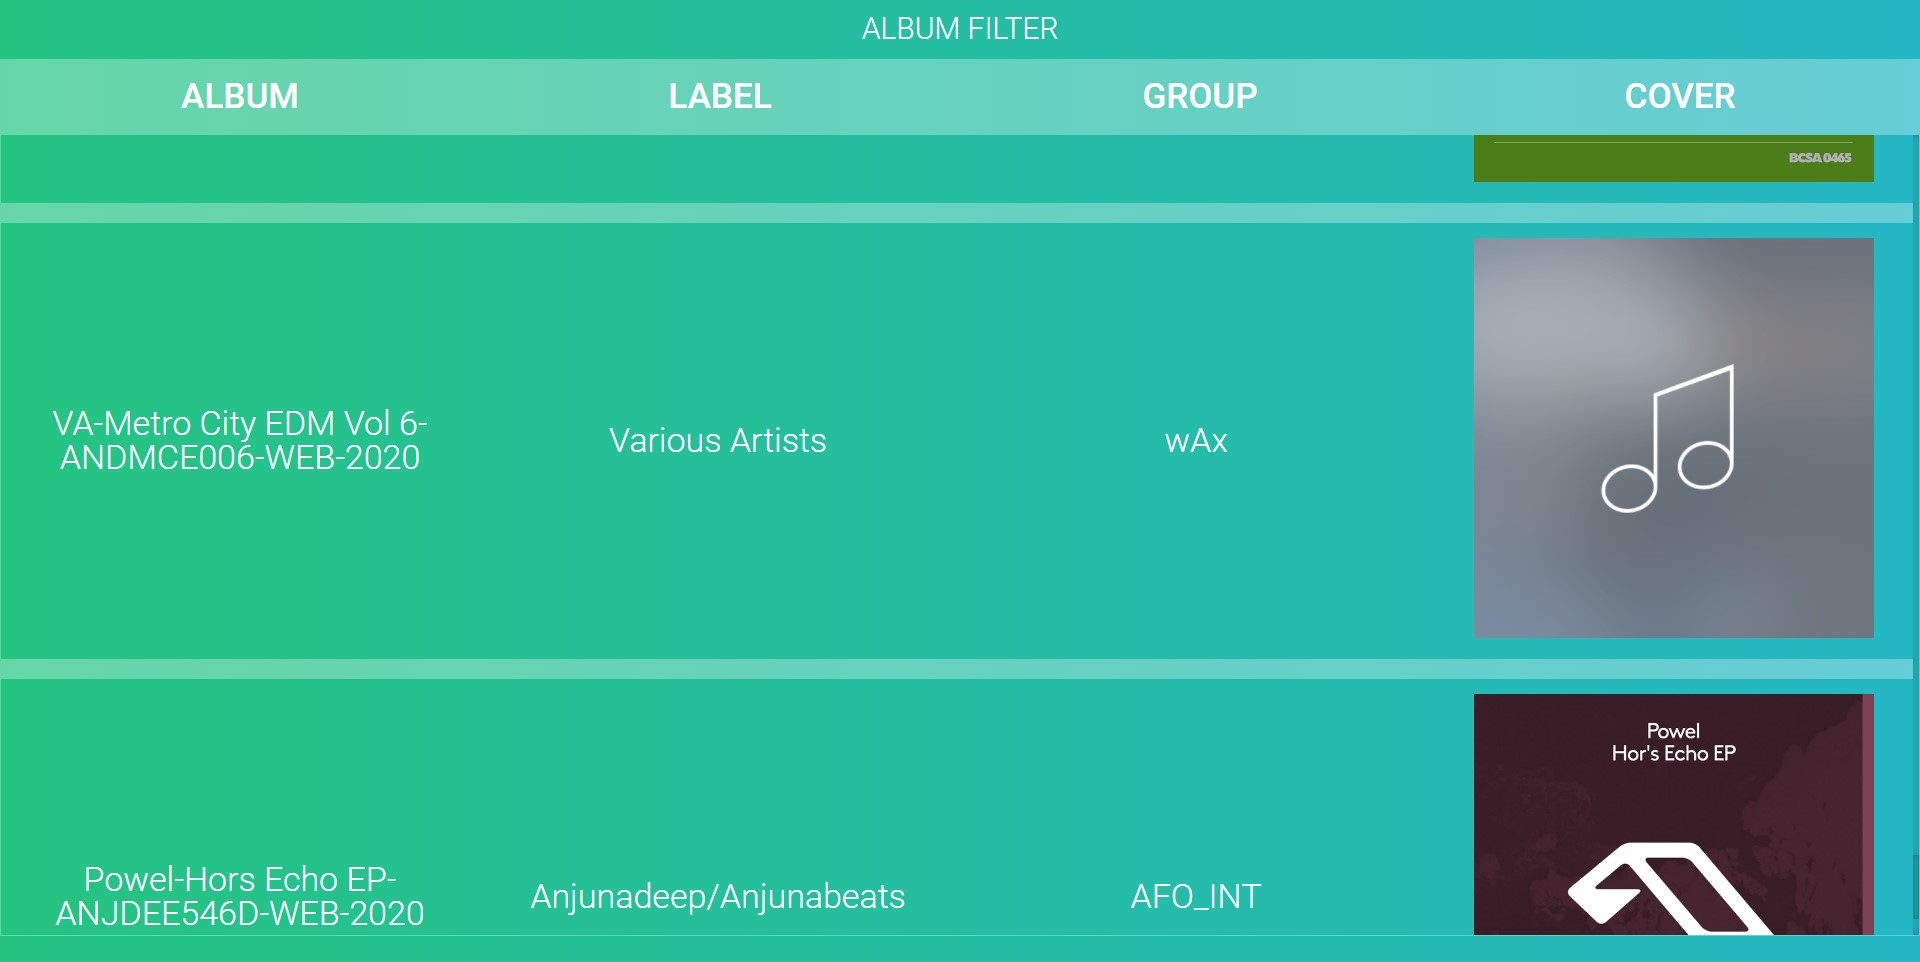 ALBUM FILTER
ALBUM LABEL GROUP COVER
BCSA 0465
VA-Metro City EDM Vol 6-
ANDMCE006-WEB-2020
Various Artists
wAx
Powel
Hor's Echo EP
Powel-Hors Echo EP-
ANJDEE546D-WEB-2020
Anjunadeep/Anjunabeats
AFO_INT